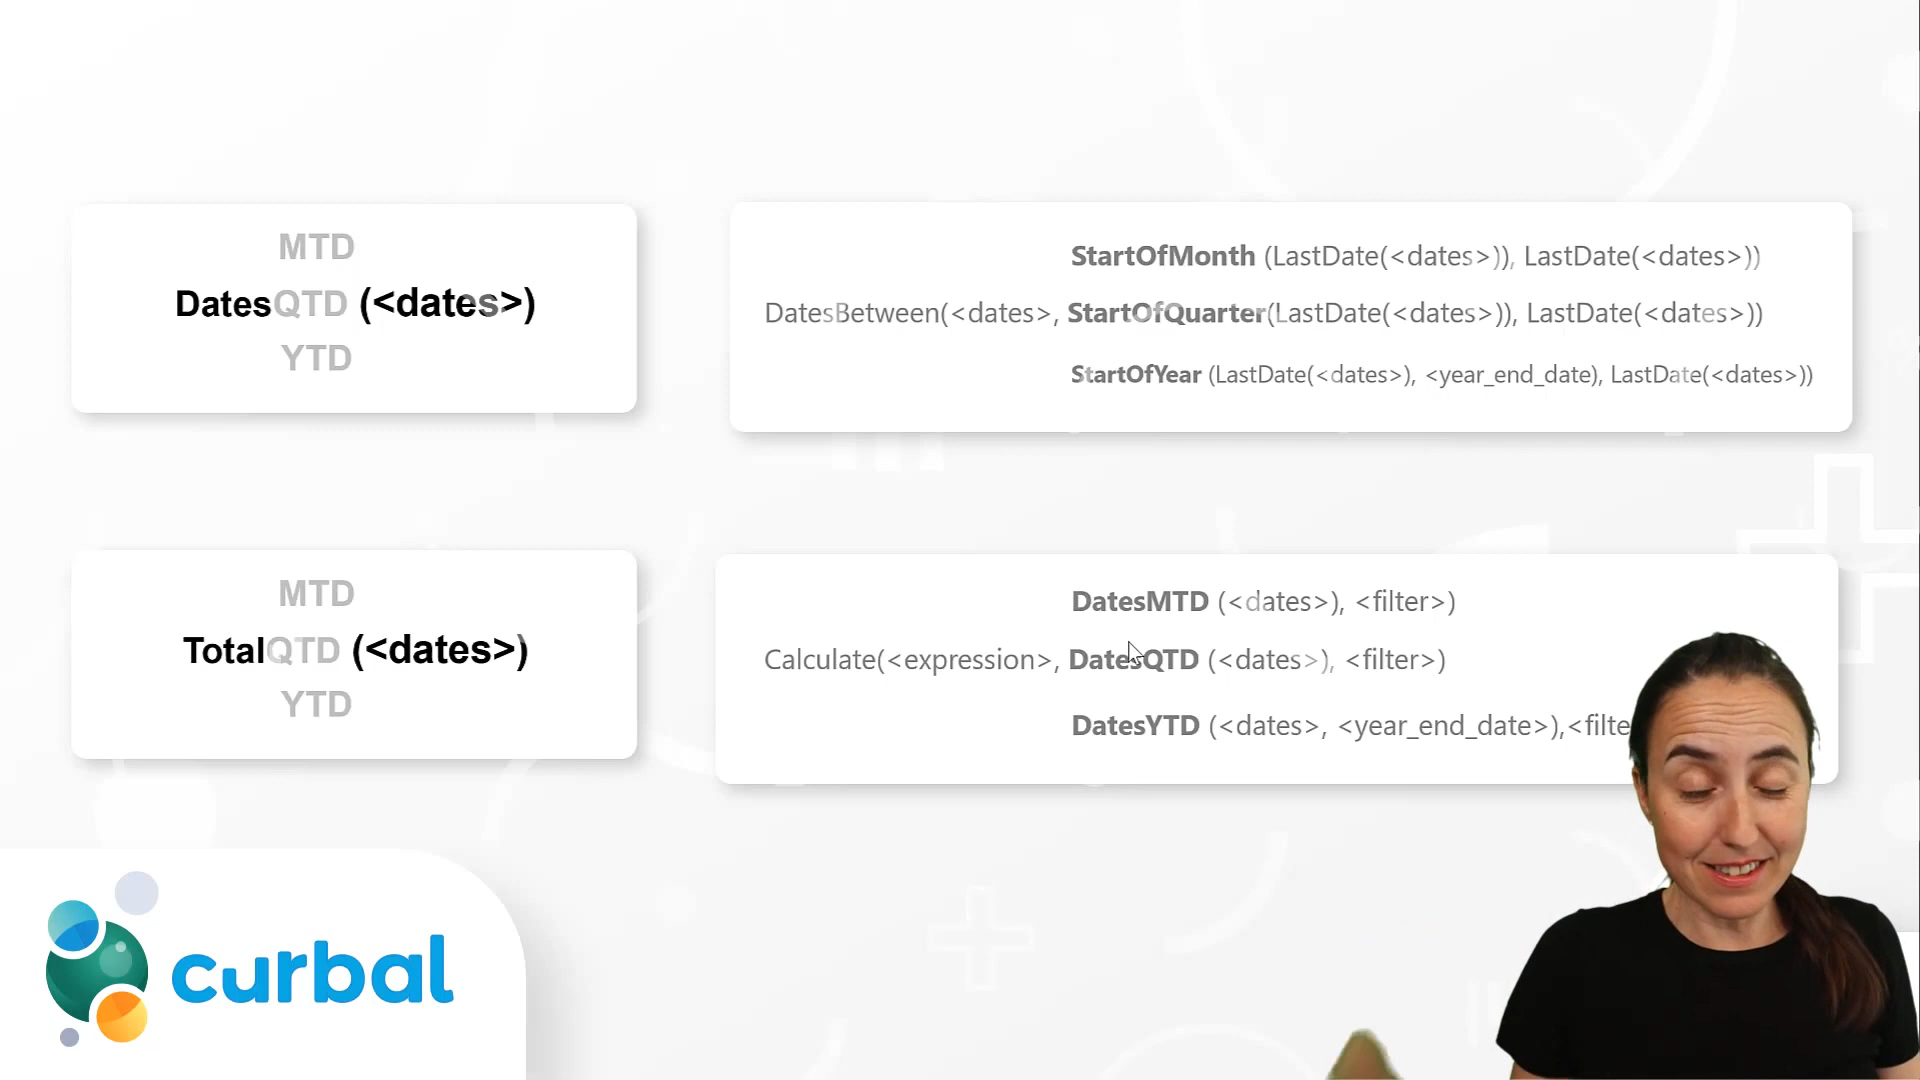 MTD
DatesQTD (<dates>)
YTD
StartOfMonth (LastDate(<dates>)), LastDate(<dates>))
DatesBetween(<dates>, StartOfQuarter(LastDate(<dates>)), LastDate(<dates>))
StartOfYear (LastDate(<dates>), <year_end_date), LastDate(<dates>))
MTD
TotalQTD (<dates>)
YTD
DatesMTD (<dates>), <filter>)
Calculate(<expression>, DatesQTD (<dates>), <filter>)
DatesYTD (<dates>, <year_end_date>),<filte
curbal